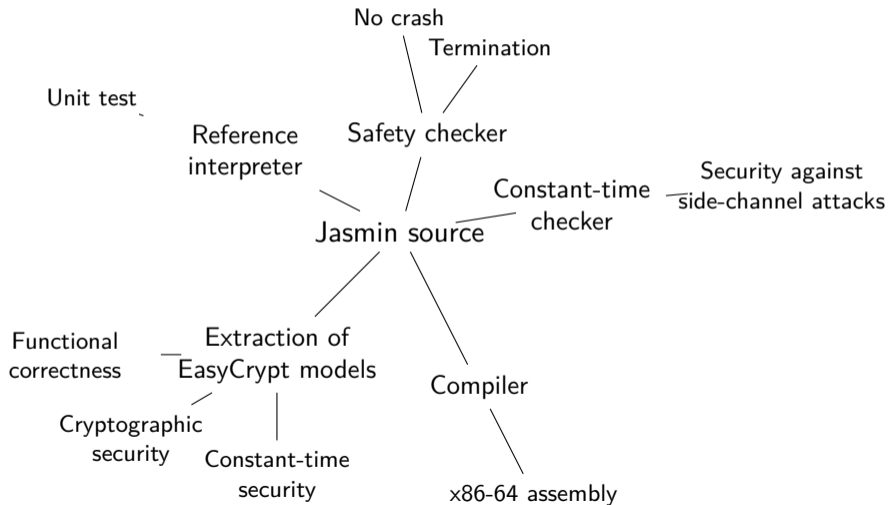 No crash
Termination
Unit test
Reference
interpreter
Safety checker
Constant-time
checker
Security against
side-channel attacks
Jasmin source
Functional
correctness
Extraction of
EasyCrypt models
Compiler
Cryptographic
security
Constant-time
security
x86-64 assembly